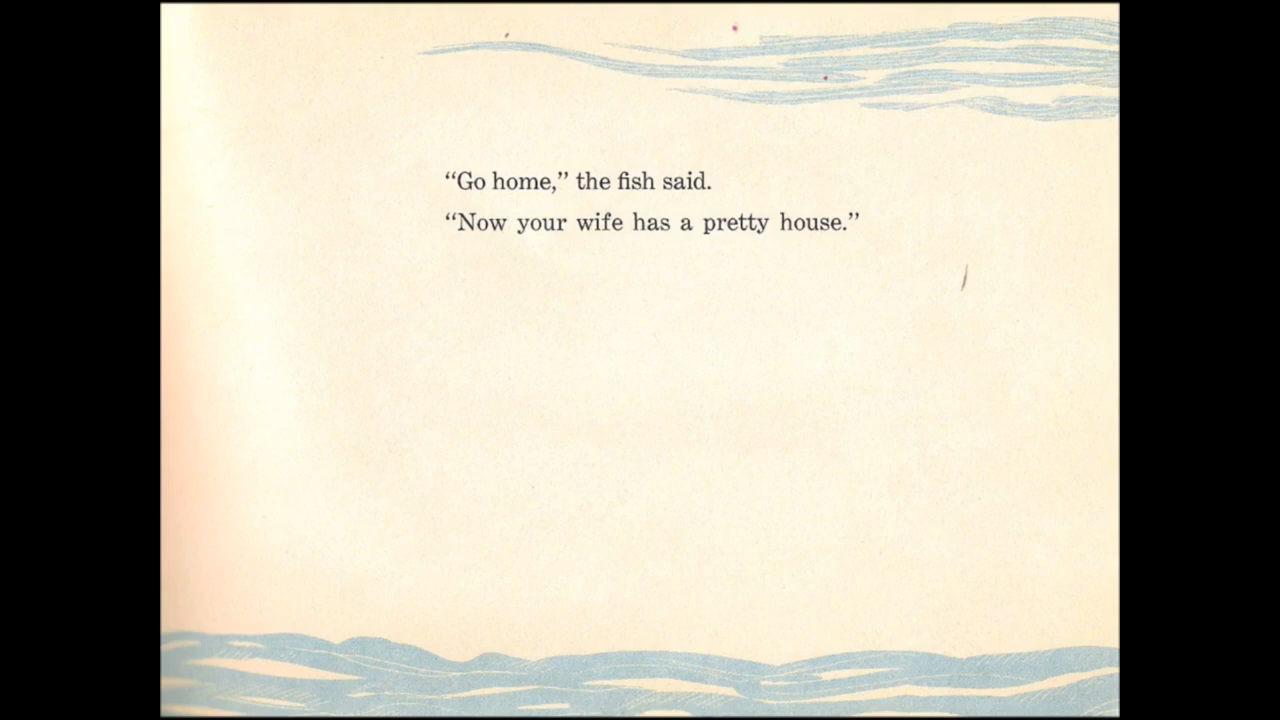 “Go home,” the fish said.
“Now your wife has a pretty house.”